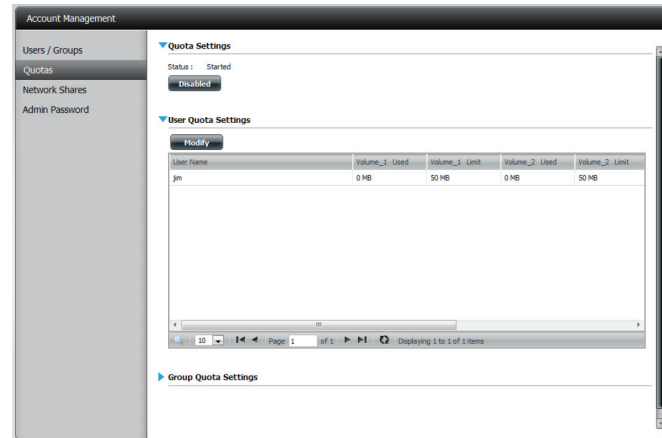 Account Management
Users / Groups
Quotas
Network Shares
Admin Password
Quota Settings
Status : Started
Disabled
User Quota Settings
Modify
User Name Volume_1 Used Volume_1 Limit Volume_2 Used Volume_2 Limit
jim 0 MB 50 MB 0 MB 50 MB
10 Page 1 of 1 Displaying 1 to 1 of 1 items
Group Quota Settings